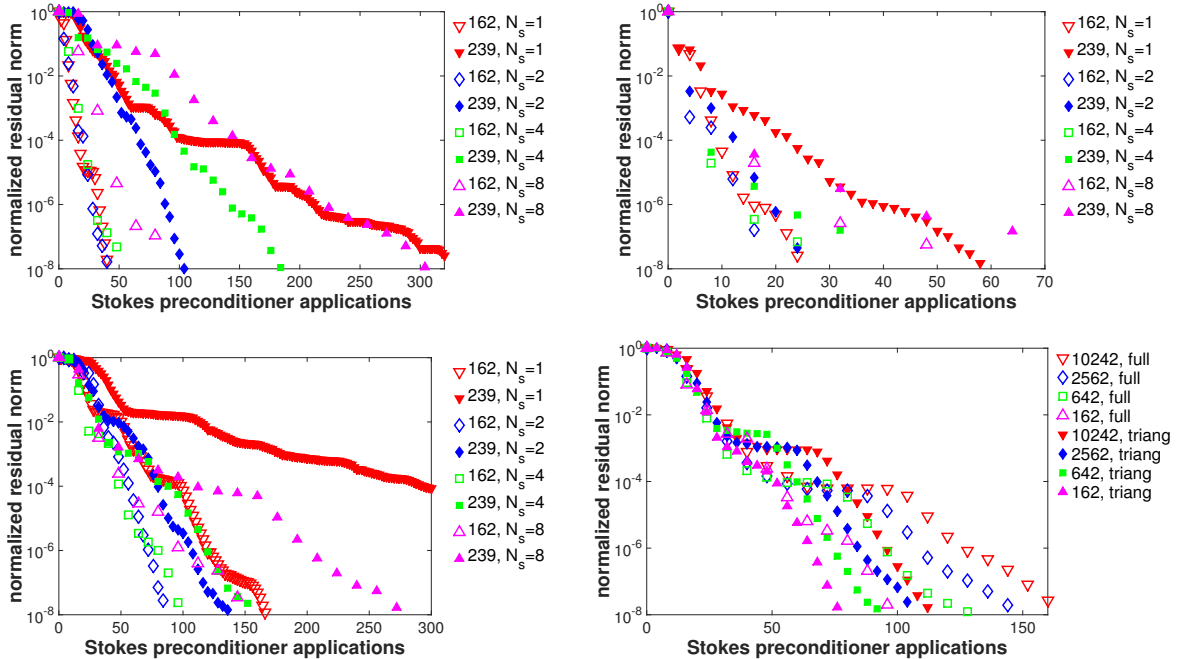 normalized residual norm
10^0
10^-2
10^-4
10^-6
10^-8
0 50 100 150 200 250 300
Stokes preconditioner applications
162, N_s=1
239, N_s=1
162, N_s=2
239, N_s=2
162, N_s=4
239, N_s=4
162, N_s=8
239, N_s=8
normalized residual norm
10^0
10^-2
10^-4
10^-6
10^-8
0 10 20 30 40 50 60 70
Stokes preconditioner applications
162, N_s=1
239, N_s=1
162, N_s=2
239, N_s=2
162, N_s=4
239, N_s=4
162, N_s=8
239, N_s=8
normalized residual norm
10^0
10^-2
10^-4
10^-6
10^-8
0 50 100 150 200 250 300
Stokes preconditioner applications
162, N_s=1
239, N_s=1
162, N_s=2
239, N_s=2
162, N_s=4
239, N_s=4
162, N_s=8
239, N_s=8
normalized residual norm
10^0
10^-2
10^-4
10^-6
10^-8
0 50 100 150
Stokes preconditioner applications
10242, full
2562, full
642, full
162, full
10242, triang
2562, triang
642, triang
162, triang